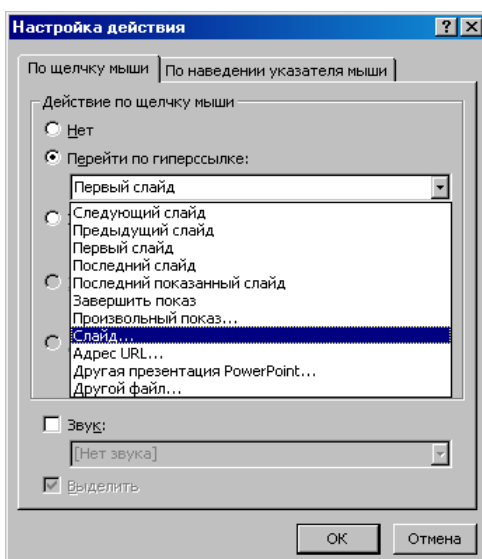 Настройка действия
По щелчку мыши По наведении указателя мыши
Действие по щелчку мыши
Нет
Перейти по гиперссылке:
Первый слайд
Следующий слайд
Предыдущий слайд
Первый слайд
Последний слайд
Последний показанный слайд
Завершить показ
Произвольный показ...
Слайд...
Адрес URL...
Другая презентация PowerPoint...
Другой файл...
Звук:
[Нет звука]
Выделить
ОК Отмена